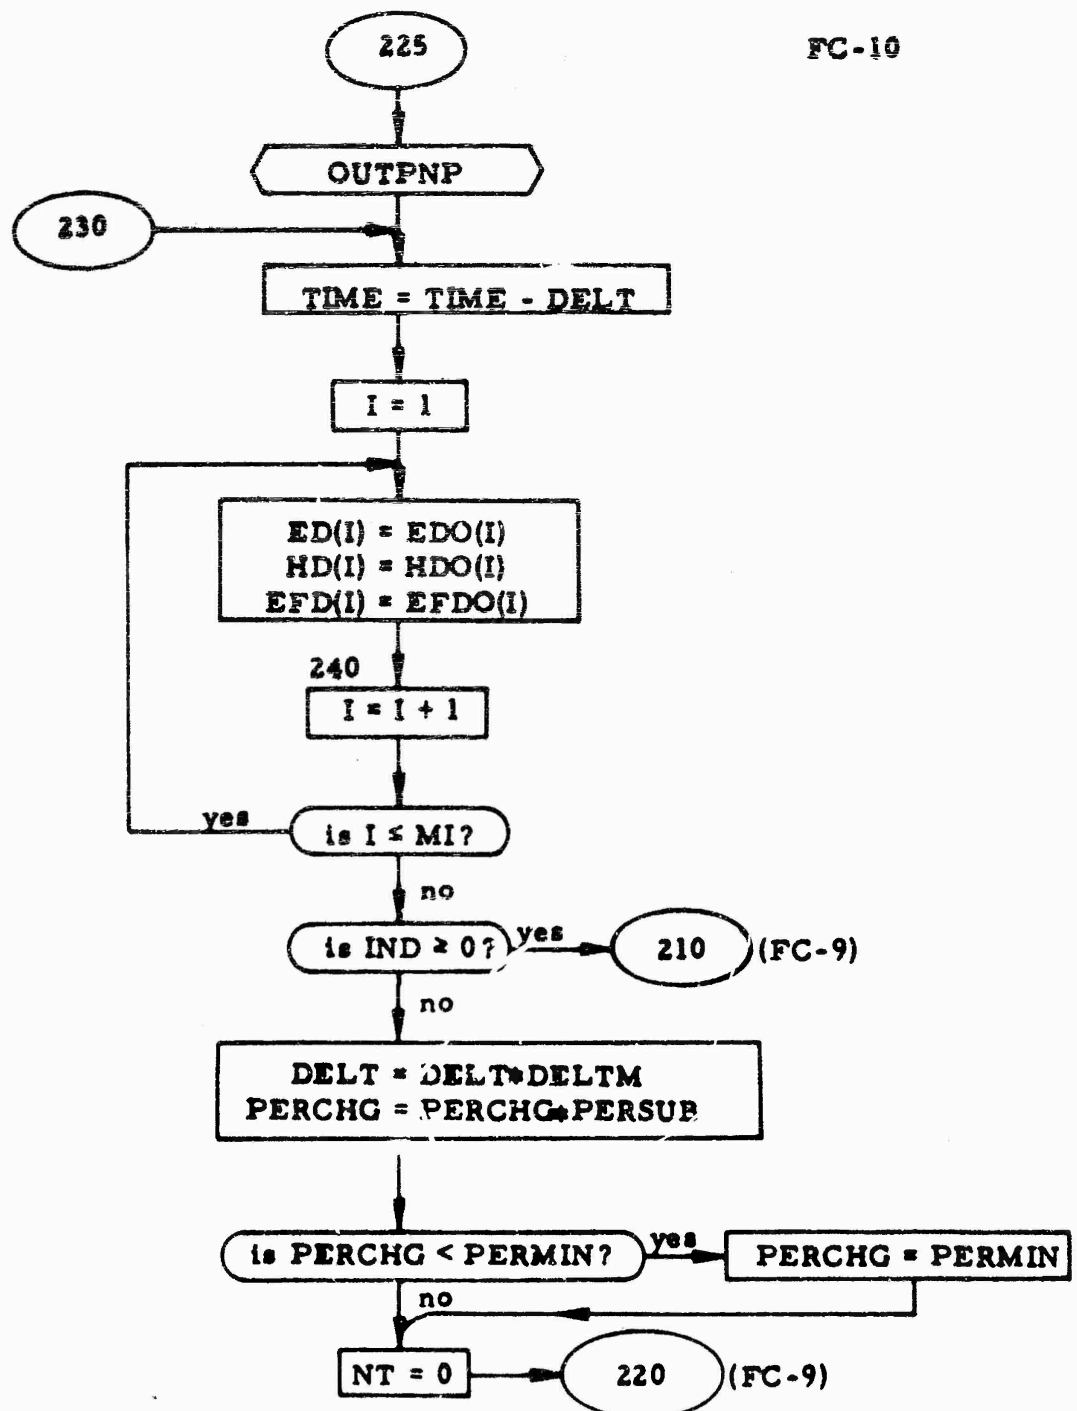 225
FC-10
OUTPNP
230
TIME = TIME - DELT
I = 1
ED(I) = EDO(I)
HD(I) = HDO(I)
EFD(I) = EFDO(I)
240
I = I + 1
yes
is I ≤ MI?
no
is IND ≥ 0?
yes
210
(FC-9)
no
DELT = DELT*DELTM
PERCHG = PERCHG*PERSUB
is PERCHG < PERMIN?
yes
PERCHG = PERMIN
no
NT = 0
220
(FC-9)